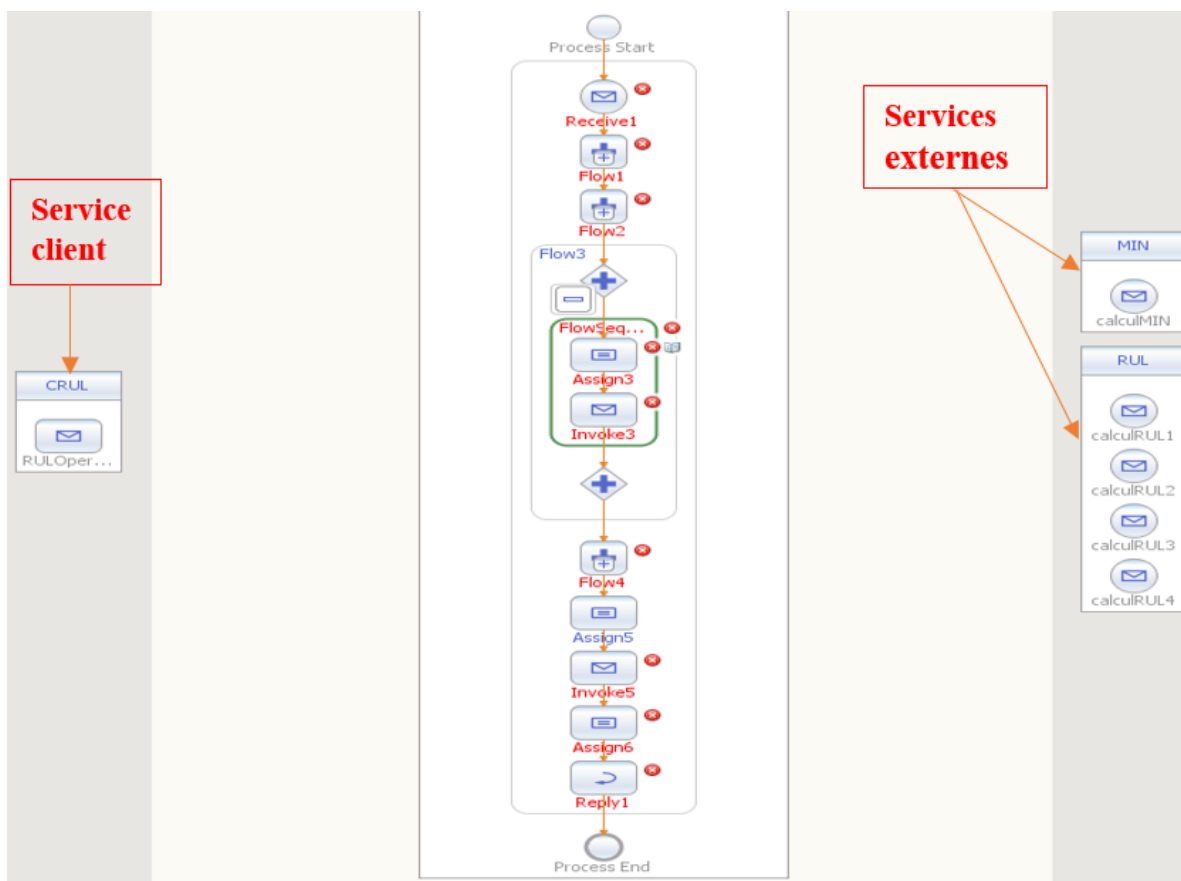 Process Start
Receive1
Flow1
Flow2
Flow3
FlowSeq...
Assign3
Invoke3
Flow4
Assign5
Invoke5
Assign6
Reply1
Process End
Service
client
CRUL
RULOper...
Services
externes
MIN
calculMIN
RUL
calculRUL1
calculRUL2
calculRUL3
calculRUL4